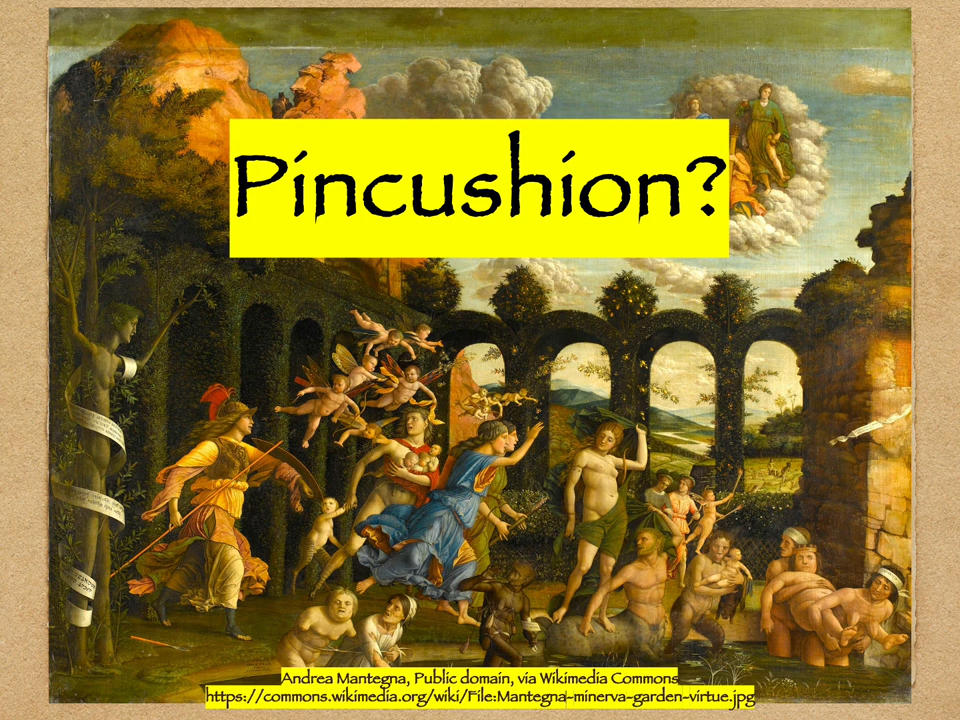 Pincushion?
Andrea Mantegna, Public domain, via Wikimedia Commons
https://commons.wikimedia.org/wiki/File:Mantegna-minerva-garden-virtue.jpg